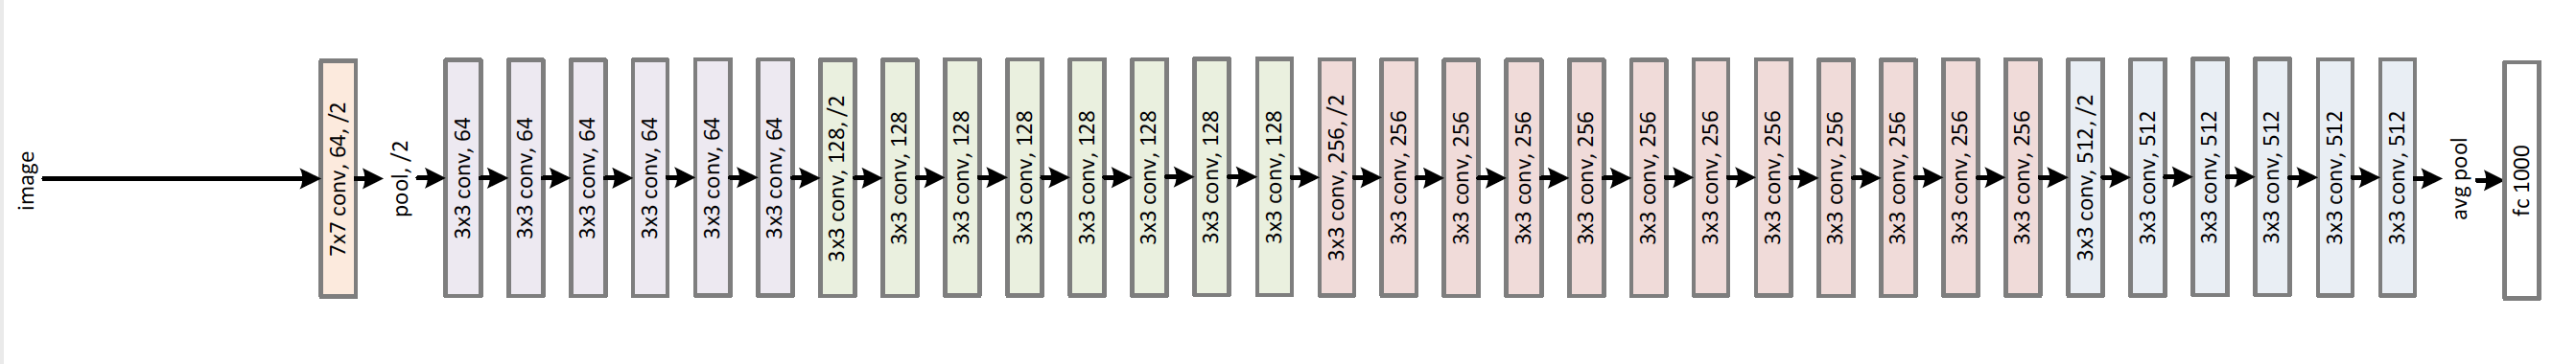 image
7x7 conv, 64, /2
pool, /2
3x3 conv, 64
3x3 conv, 64
3x3 conv, 64
3x3 conv, 64
3x3 conv, 64
3x3 conv, 64
3x3 conv, 128, /2
3x3 conv, 128
3x3 conv, 128
3x3 conv, 128
3x3 conv, 128
3x3 conv, 128
3x3 conv, 128
3x3 conv, 128
3x3 conv, 256, /2
3x3 conv, 256
3x3 conv, 256
3x3 conv, 256
3x3 conv, 256
3x3 conv, 256
3x3 conv, 256
3x3 conv, 256
3x3 conv, 256
3x3 conv, 256
3x3 conv, 256
3x3 conv, 256
3x3 conv, 512, /2
3x3 conv, 512
3x3 conv, 512
3x3 conv, 512
3x3 conv, 512
3x3 conv, 512
avg pool
fc 1000